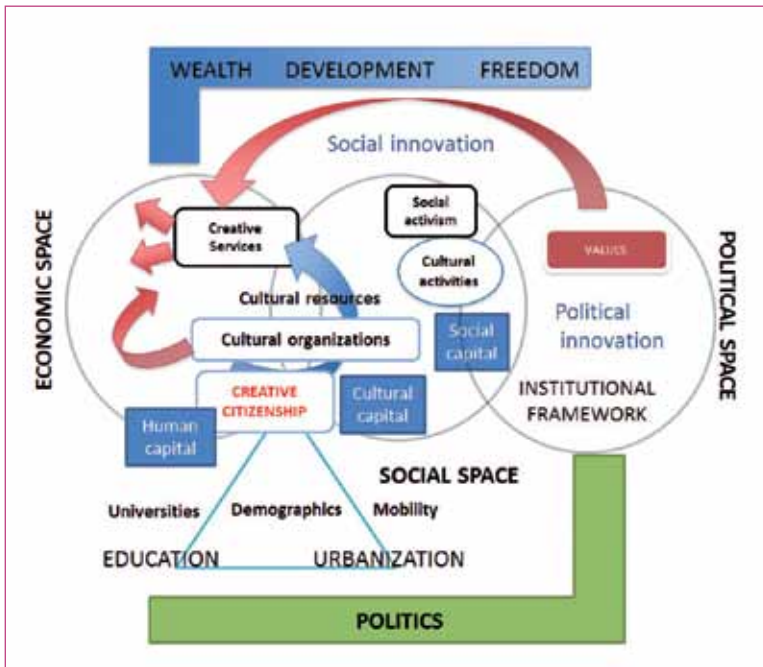 WEALTH DEVELOPMENT FREEDOM
Social innovation
ECONOMIC SPACE
POLITICAL SPACE
Creative
Services
Social
activism
Cultural
activities
VALUES
Cultural resources
Cultural organizations
Social
capital
Political
innovation
CREATIVE
CITIZENSHIP
Cultural
capital
Human
capital
INSTITUTIONAL
FRAMEWORK
SOCIAL SPACE
Universities Demographics Mobility
EDUCATION URBANIZATION
POLITICS